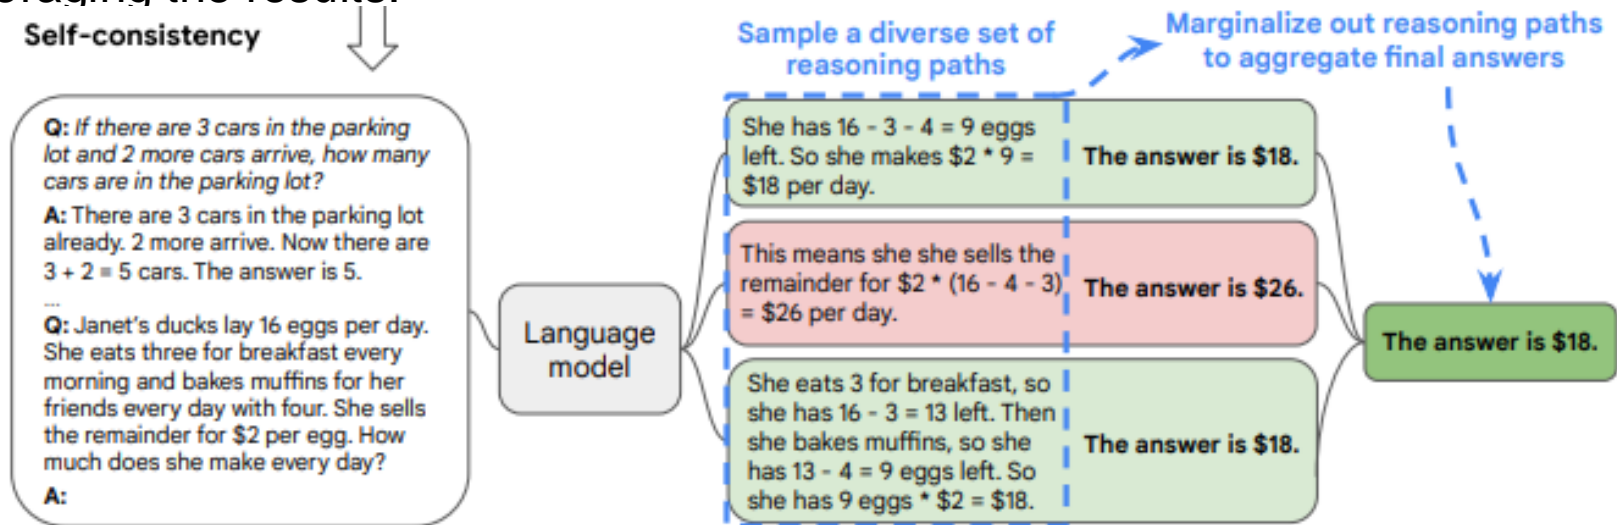 eraging the results.
Self-consistency
Q: If there are 3 cars in the parking
lot and 2 more cars arrive, how many
cars are in the parking lot?
A: There are 3 cars in the parking lot
already. 2 more arrive. Now there are
3 + 2 = 5 cars. The answer is 5.
...
Q: Janet's ducks lay 16 eggs per day.
She eats three for breakfast every
morning and bakes muffins for her
friends every day with four. She sells
the remainder for $2 per egg. How
much does she make every day?
A:
Language
model
Sample a diverse set of
reasoning paths
Marginalize out reasoning paths
to aggregate final answers
She has 16 - 3 - 4 = 9 eggs
left. So she makes $2 * 9 =
$18 per day.
The answer is $18.
This means she she sells the
remainder for $2 * (16 - 4 - 3)
= $26 per day.
The answer is $26.
She eats 3 for breakfast, so
she has 16 - 3 = 13 left. Then
she bakes muffins, so she
has 13 - 4 = 9 eggs left. So
she has 9 eggs * $2 = $18.
The answer is $18.
The answer is $18.